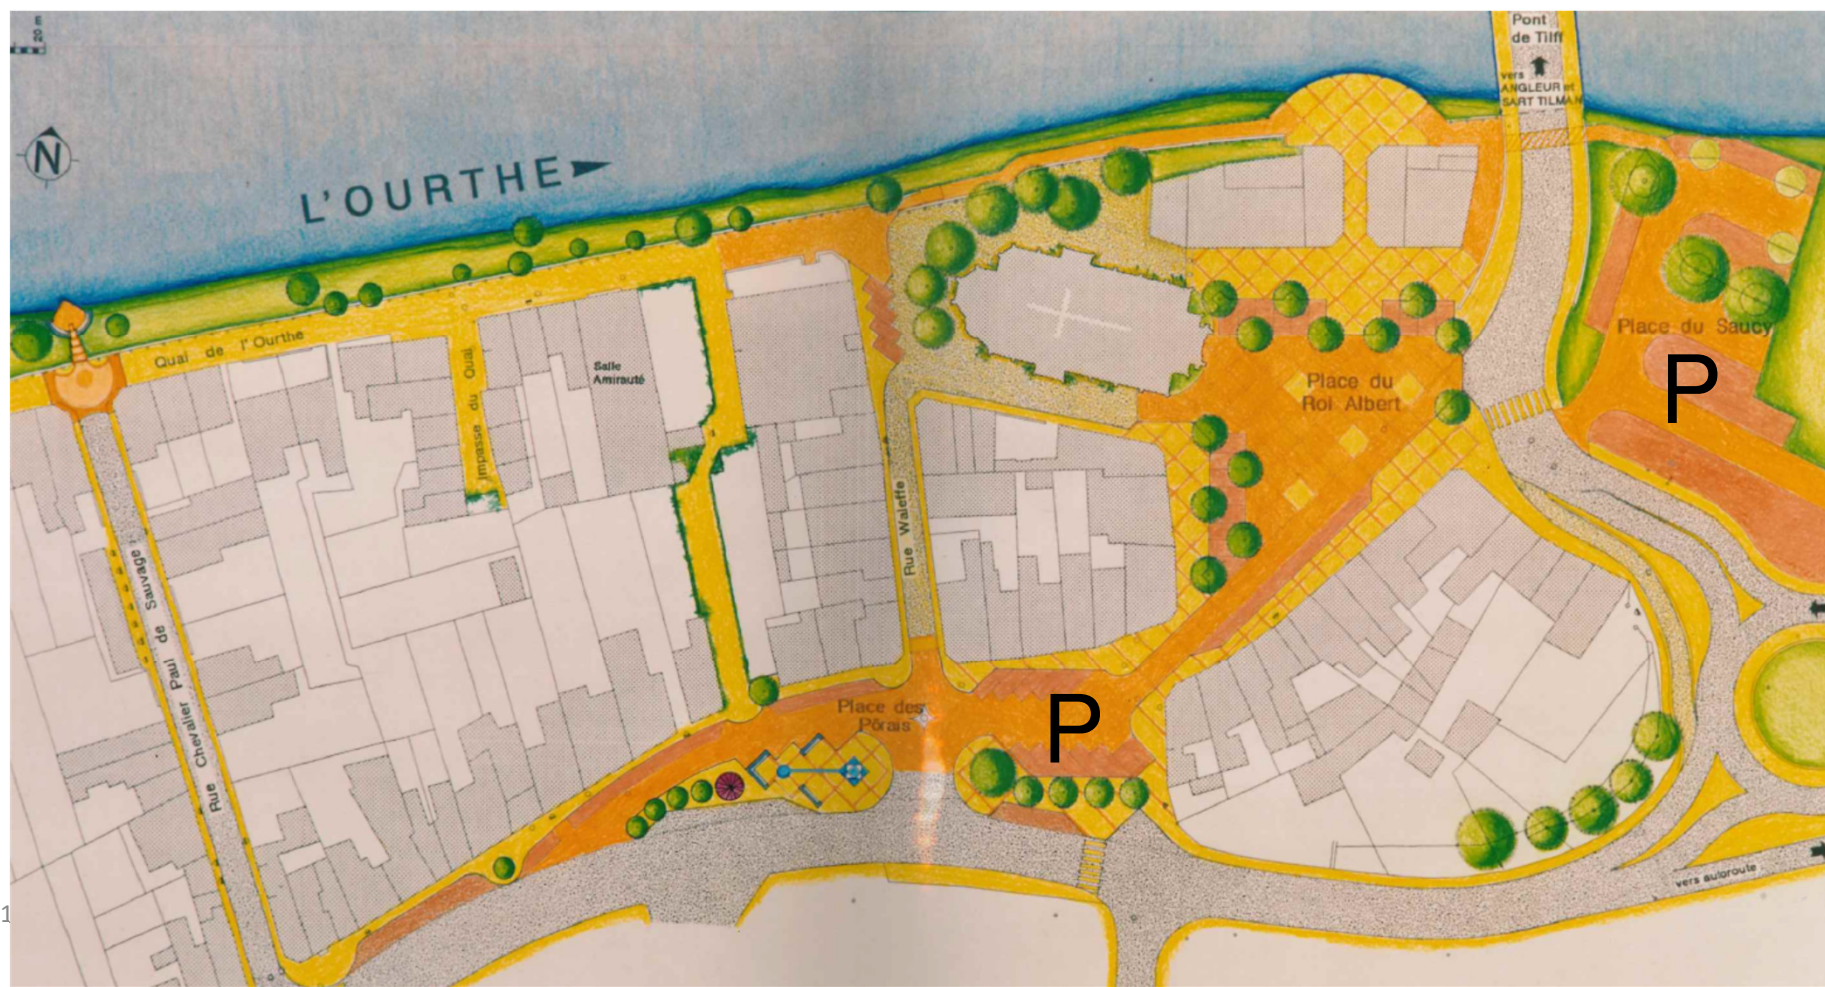 20 m
Pont
de Tilff
vers
ANGLEUR et
SART TILMAN
N
L'OURTHE
Quai de l'Ourthe
Impasse du Quai
Salle
Amirauté
Place du Saucy
P
Place du
Roi Albert
Rue Waleffe
Rue Chevalier Paul de Sauvage
Place des
Pôrais
P
vers autoroute
1